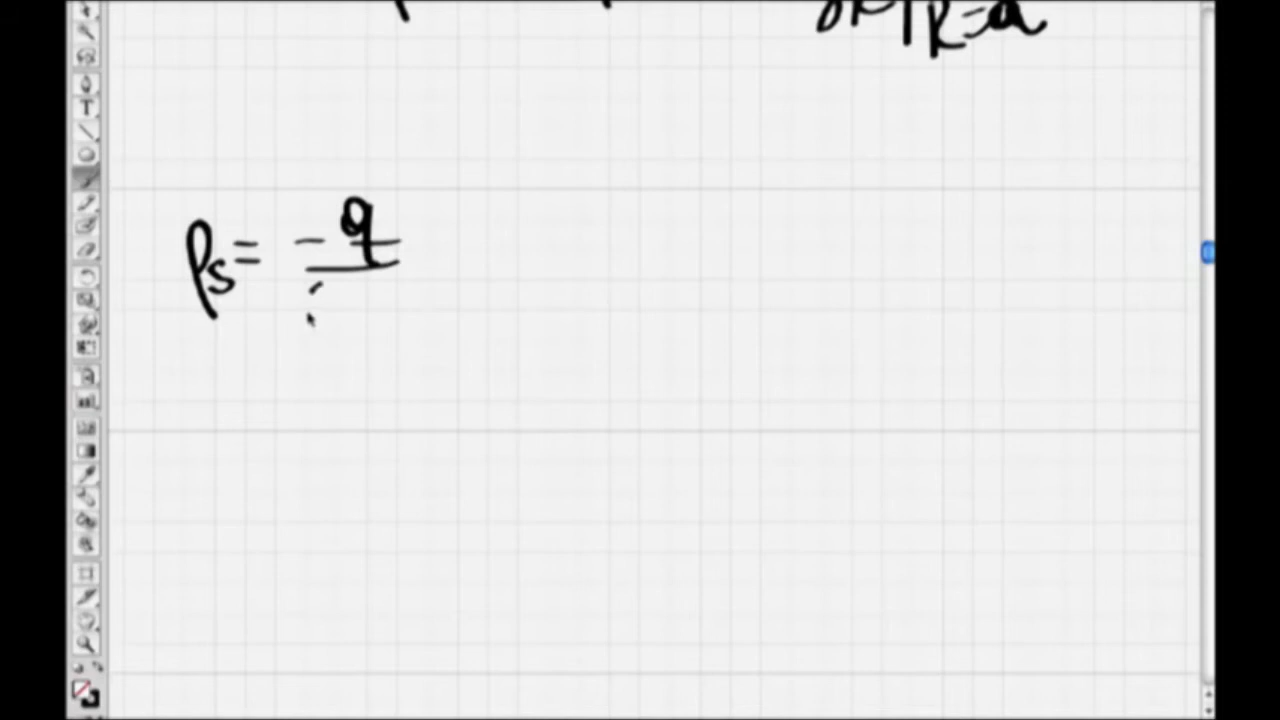 R=a
ρs = -q